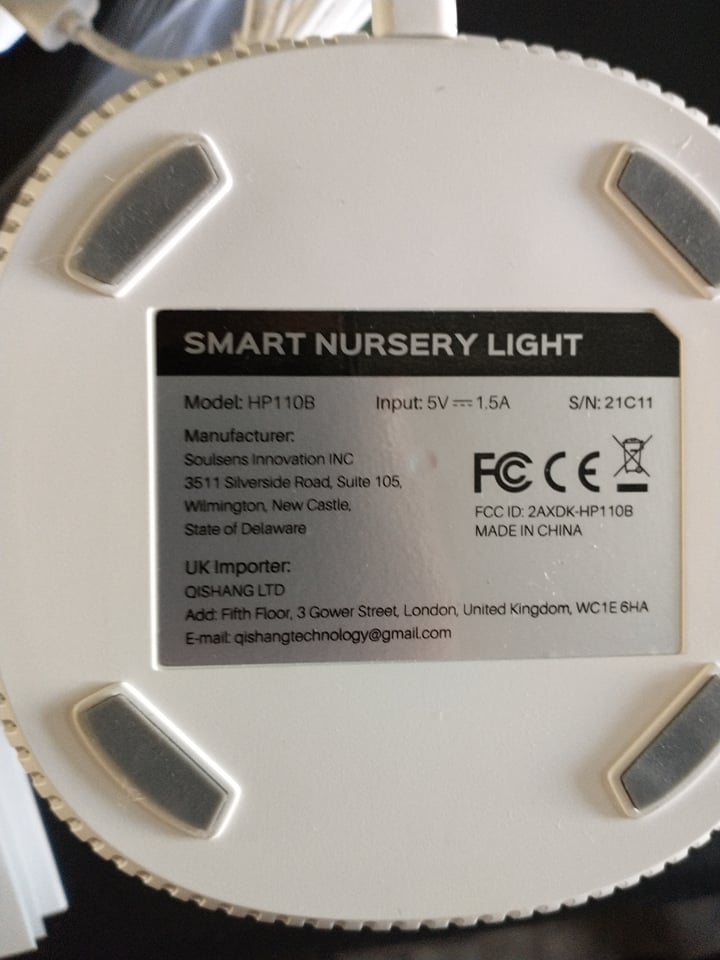 SMART NURSERY LIGHT
Model: HP110B Input: 5V⎓1.5A S/N: 21C11
Manufacturer:
Soulsens Innovation INC
3511 Silverside Road, Suite 105,
Wilmington, New Castle,
State of Delaware
FC CE
FCC ID: 2AXDK-HP110B
MADE IN CHINA
UK Importer:
QISHANG LTD
Add: Fifth Floor, 3 Gower Street, London, United Kingdom, WC1E 6HA
E-mail: qishangtechnology@gmail.com